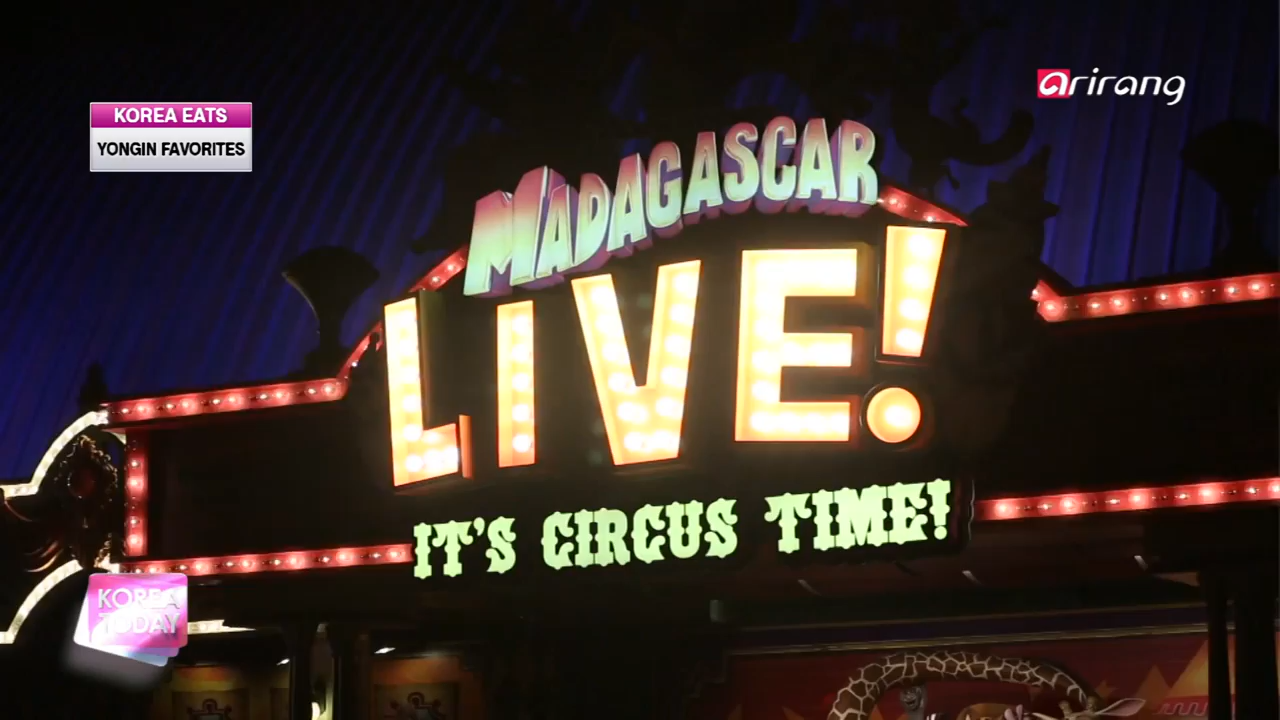 KOREA EATS
YONGIN FAVORITES
arirang
MADAGASCAR
LIVE!
IT'S CIRCUS TIME!
KOREA
TODAY